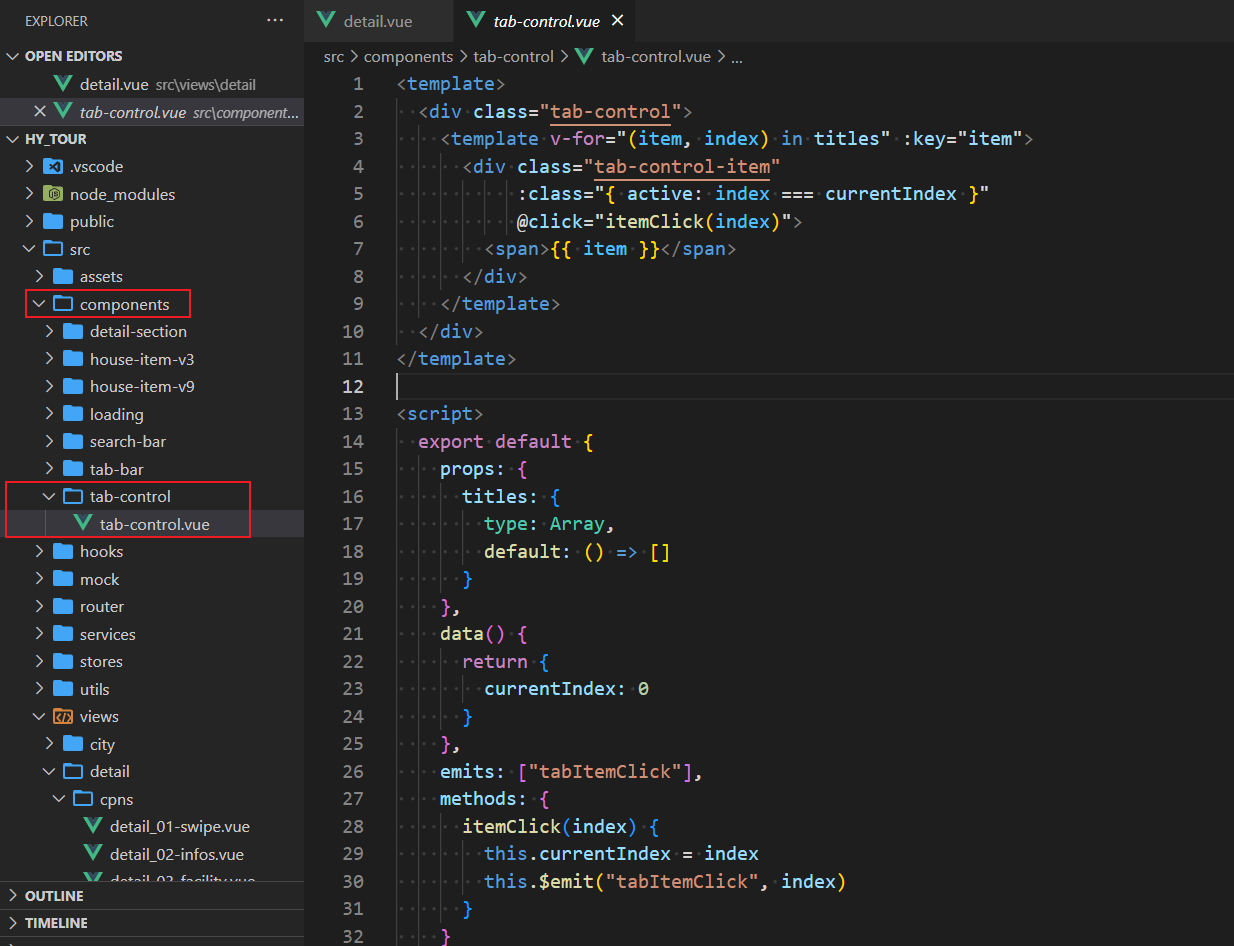 EXPLORER
OPEN EDITORS
detail.vue src\views\detail
tab-control.vue src\component...
HY_TOUR
.vscode
node_modules
public
src
assets
components
detail-section
house-item-v3
house-item-v9
loading
search-bar
tab-bar
tab-control
tab-control.vue
hooks
mock
router
services
stores
utils
views
city
detail
cpns
detail_01-swipe.vue
detail_02-infos.vue
detail_03-facility.vue
OUTLINE
TIMELINE
detail.vue
tab-control.vue
src > components > tab-control > tab-control.vue > ...
1 <template>
2 <div class="tab-control">
3 <template v-for="(item, index) in titles" :key="item">
4 <div class="tab-control-item"
5 :class="{ active: index === currentIndex }"
6 @click="itemClick(index)">
7 <span>{{ item }}</span>
8 </div>
9 </template>
10 </div>
11 </template>
12
13 <script>
14 export default {
15 props: {
16 titles: {
17 type: Array,
18 default: () => []
19 }
20 },
21 data() {
22 return {
23 currentIndex: 0
24 }
25 },
26 emits: ["tabItemClick"],
27 methods: {
28 itemClick(index) {
29 this.currentIndex = index
30 this.$emit("tabItemClick", index)
31 }
32 }